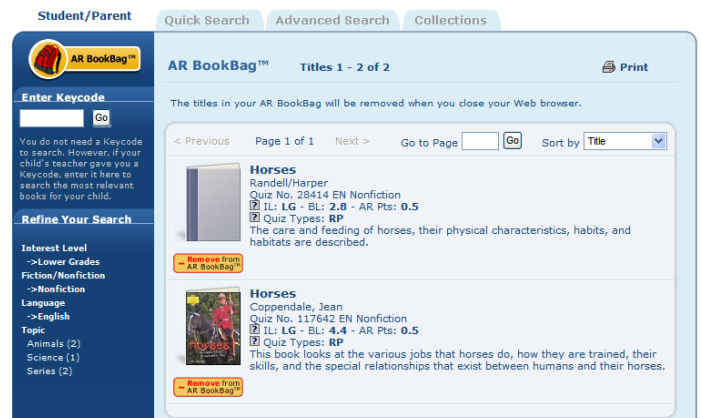 Student/Parent
Quick Search
Advanced Search
Collections
AR BookBag™
AR BookBag™
Titles 1 - 2 of 2
Print
Enter Keycode
Go
The titles in your AR BookBag will be removed when you close your Web browser.
You do not need a Keycode
to search. However, if your
child's teacher gave you a
Keycode, enter it here to
search the most relevant
books for your child.
< Previous
Page 1 of 1
Next >
Go to Page
Go
Sort by
Title
Horses
Randell/Harper
Quiz No. 28414 EN Nonfiction
? IL: LG - BL: 2.8 - AR Pts: 0.5
? Quiz Types: RP
The care and feeding of horses, their physical characteristics, habits, and
habitats are described.
− Remove from
AR BookBag™
Refine Your Search
Interest Level
->Lower Grades
Fiction/Nonfiction
->Nonfiction
Language
->English
Topic
Animals (2)
Science (1)
Series (2)
Horses
Horses
Coppendale, Jean
Quiz No. 117642 EN Nonfiction
? IL: LG - BL: 4.4 - AR Pts: 0.5
? Quiz Types: RP
This book looks at the various jobs that horses do, how they are trained, their
skills, and the special relationships that exist between humans and their horses.
− Remove from
AR BookBag™